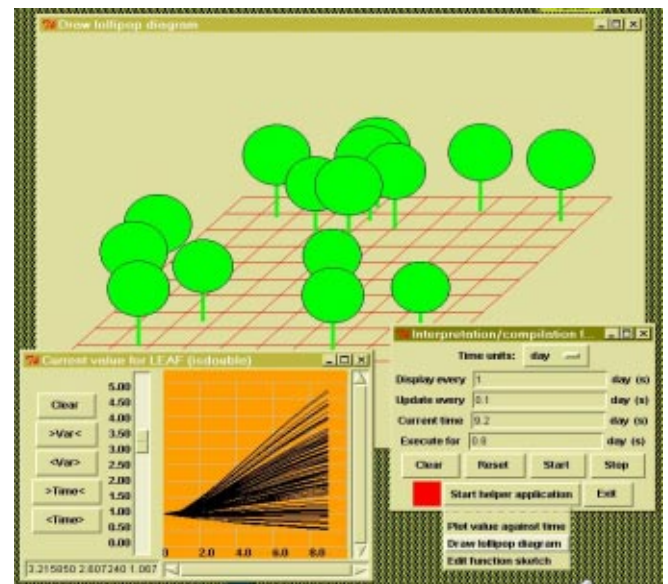 Draw lollipop diagram
Interpretation/compilation f...
Time units: day
Display every 1 day (s)
Update every 0.1 day (s)
Current time 9.2 day (s)
Execute for 0.8 day (s)
Clear Reset Start Stop
Start helper application Exit
Plot value against time
Draw lollipop diagram
Edit function sketch
Current value for LEAF (isdouble)
Clear
>Var<
<Var>
>Time<
<Time>
5.00
4.50
4.00
3.50
3.00
2.50
2.00
1.50
1.00
0.50
0.00
0 2.0 4.0 6.0 8.0
3.215850 2.807240 1.067